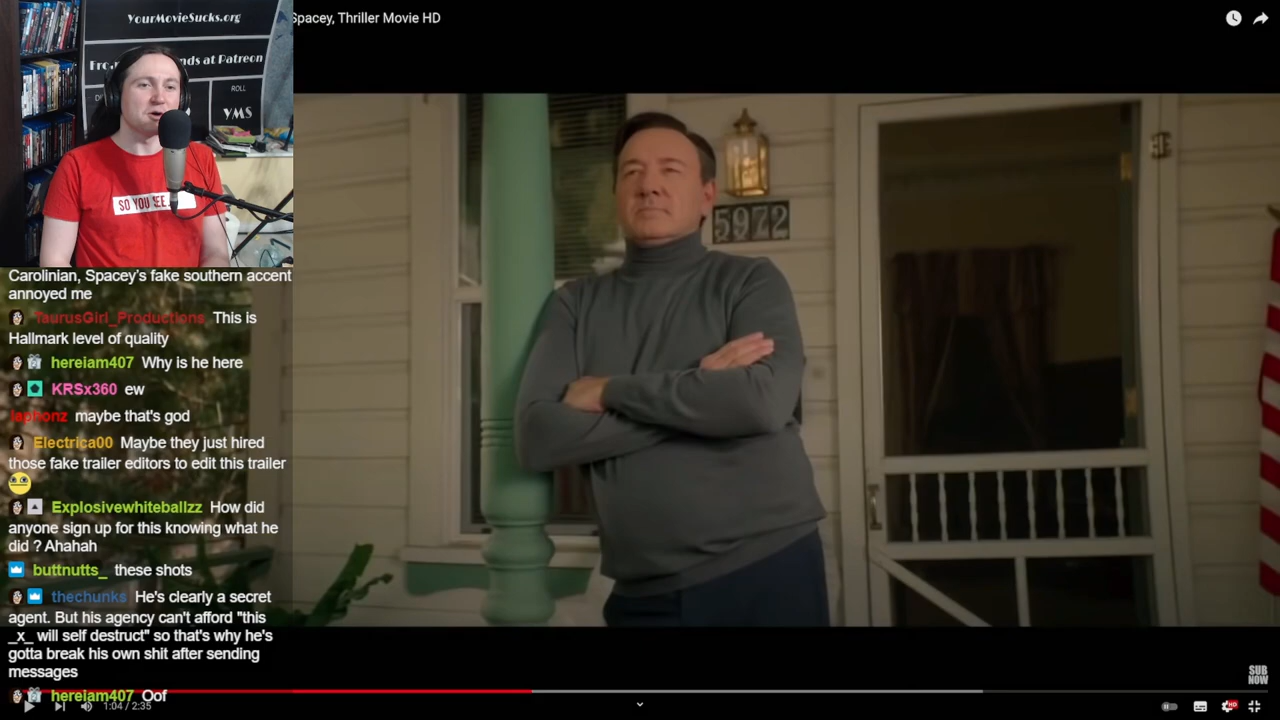 YourMovieSucks.org
nds at Patreon
ROLL
YMS
SO YOU SEE
Spacey, Thriller Movie HD
5972
Carolinian, Spacey's fake southern accent
annoyed me
TaurusGirl_Productions This is
Hallmark level of quality
hereiam407 Why is he here
KRSx360 ew
maybe that's god
Electrica00 Maybe they just hired
those fake trailer editors to edit this trailer
Explosivewhiteballzz How did
anyone sign up for this knowing what he
did ? Ahahah
buttnutts_ these shots
thechunks He's clearly a secret
agent. But his agency can't afford "this
_x_ will self destruct" so that's why he's
gotta break his own shit after sending
messages
hereiam407 Oof
1:04 / 2:35
SUB
NOW
HD